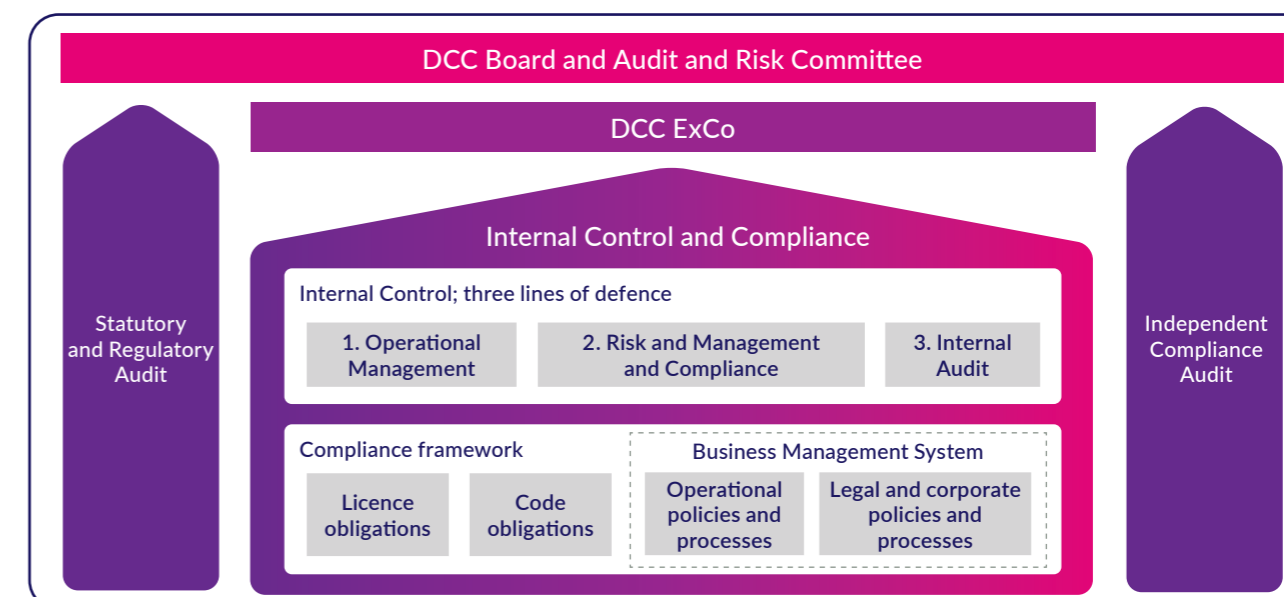 DCC Board and Audit and Risk Committee
DCC ExCo
Internal Control and Compliance
Statutory
and Regulatory
Audit
Internal Control; three lines of defence
1. Operational
Management
2. Risk and Management
and Compliance
3. Internal
Audit
Compliance framework
Licence
obligations
Code
obligations
Business Management System
Operational
policies and
processes
Legal and corporate
policies and
processes
Independent
Compliance
Audit